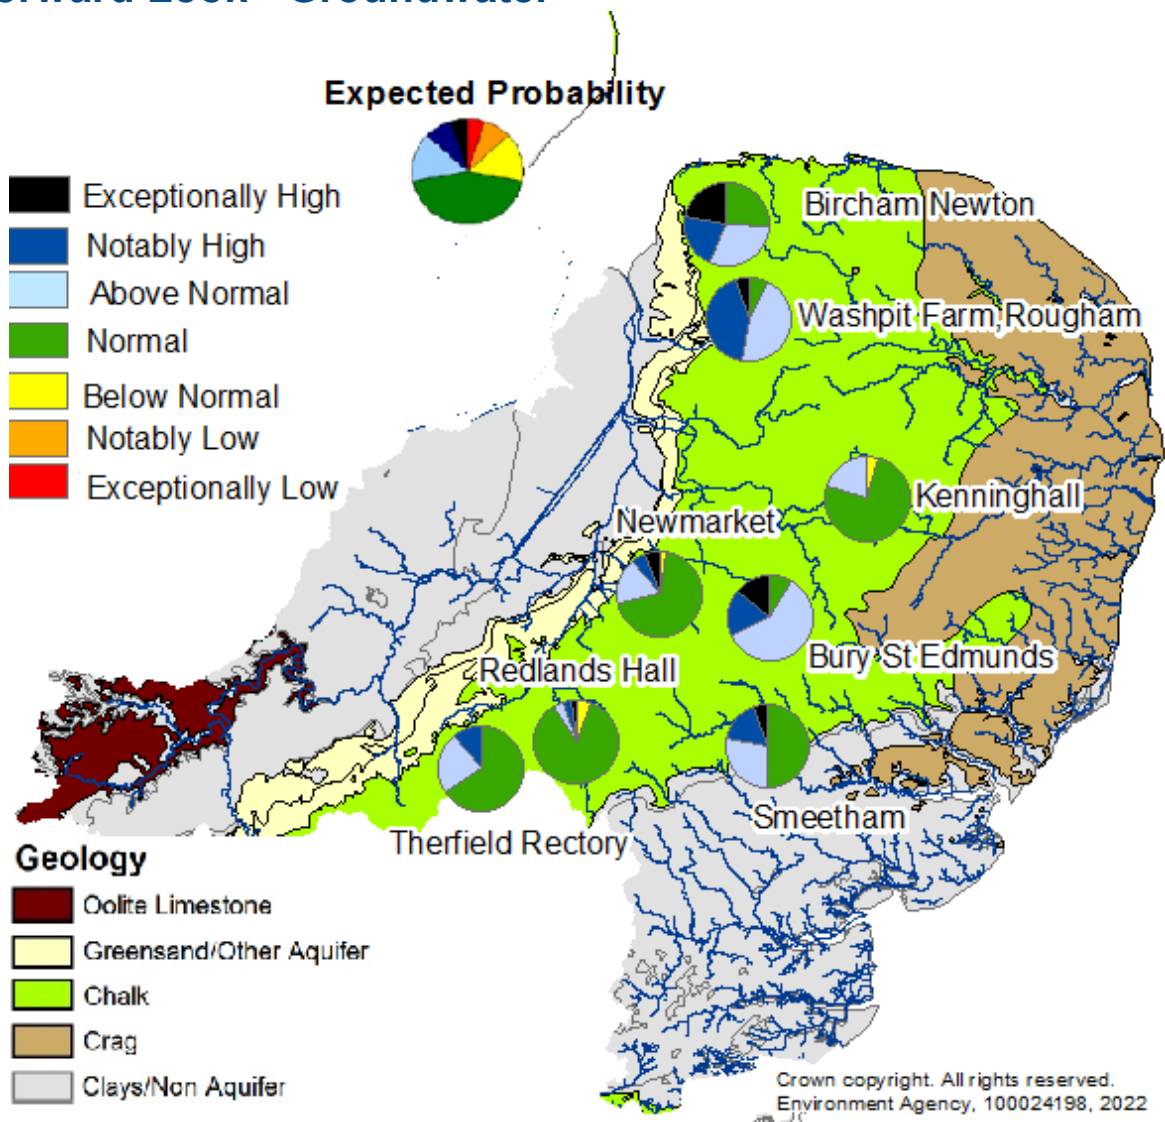 Expected Probability
Exceptionally High
Notably High
Above Normal
Normal
Below Normal
Notably Low
Exceptionally Low
Bircham Newton
Washpit Farm,Rougham
Kenninghall
Newmarket
Bury St Edmunds
Redlands Hall
Smeetham
Therfield Rectory
Geology
Oolite Limestone
Greensand/Other Aquifer
Chalk
Crag
Clays/Non Aquifer
Crown copyright. All rights reserved.
Environment Agency, 100024198, 2022